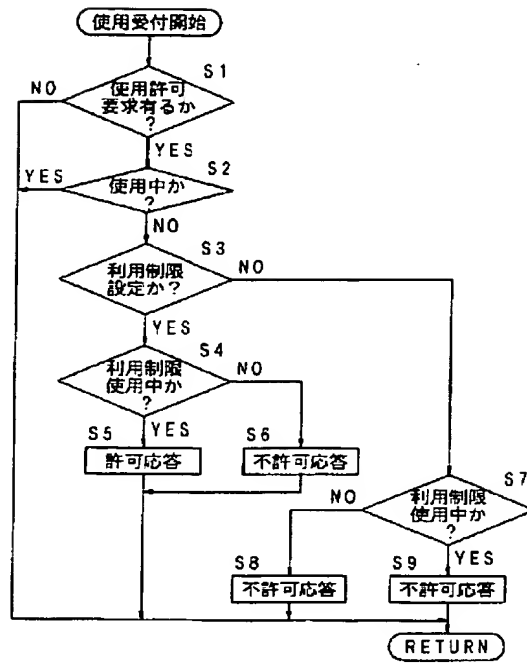 使用受付開始
S1
NO
使用許可
要求有るか
?
YES
S2
YES
使用中か
?
NO
S3
利用制限
設定か?
NO
YES
S4
利用制限
使用中か
?
NO
S5
YES
S6
許可応答
不許可応答
S7
NO
利用制限
使用中か
?
S8
S9
YES
不許可応答
不許可応答
RETURN